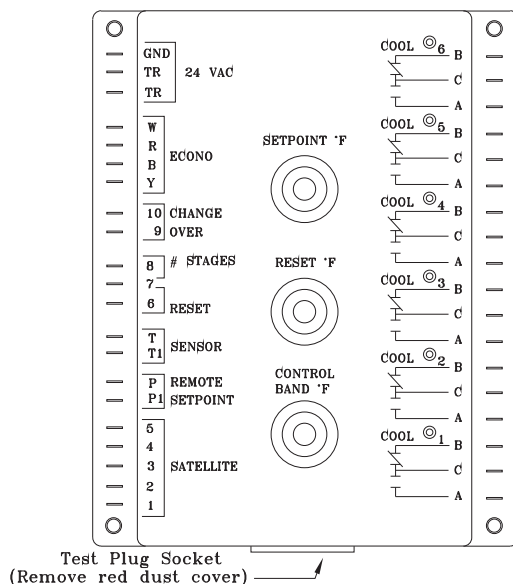 GND
TR 24 VAC
TR
W
R
B ECONO
Y
10 CHANGE
9 OVER
8 # STAGES
7
6 RESET
T SENSOR
T1
P REMOTE
P1 SETPOINT
5
4
3 SATELLITE
2
1
SETPOINT °F
RESET °F
CONTROL
BAND °F
COOL 6 B
C
A
COOL 5 B
C
A
COOL 4 B
C
A
COOL 3 B
C
A
COOL 2 B
C
A
COOL 1 B
C
A
Test Plug Socket
(Remove red dust cover)